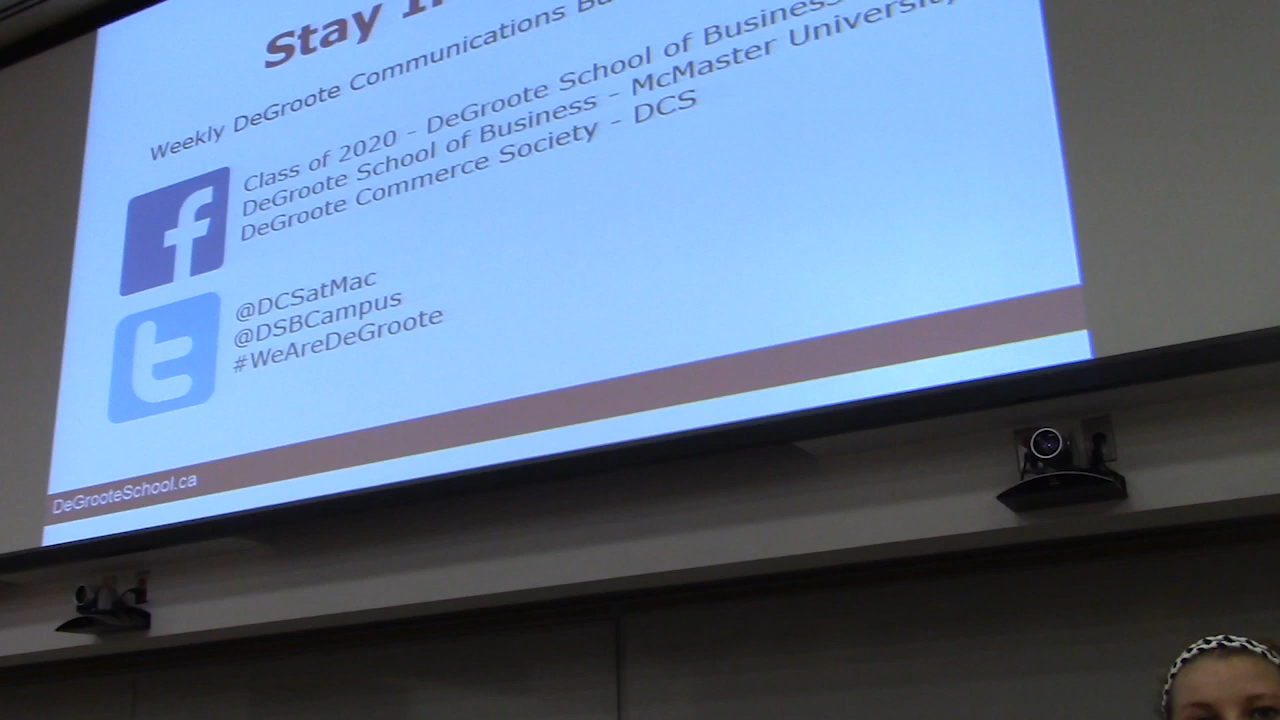 Stay
Weekly DeGroote Communications
Class of 2020 - DeGroote School of Business
DeGroote School of Business - McMaster University
DeGroote Commerce Society - DCS
@DCSatMac
@DSBCampus
#WeAreDeGroote
DeGrooteSchool.ca